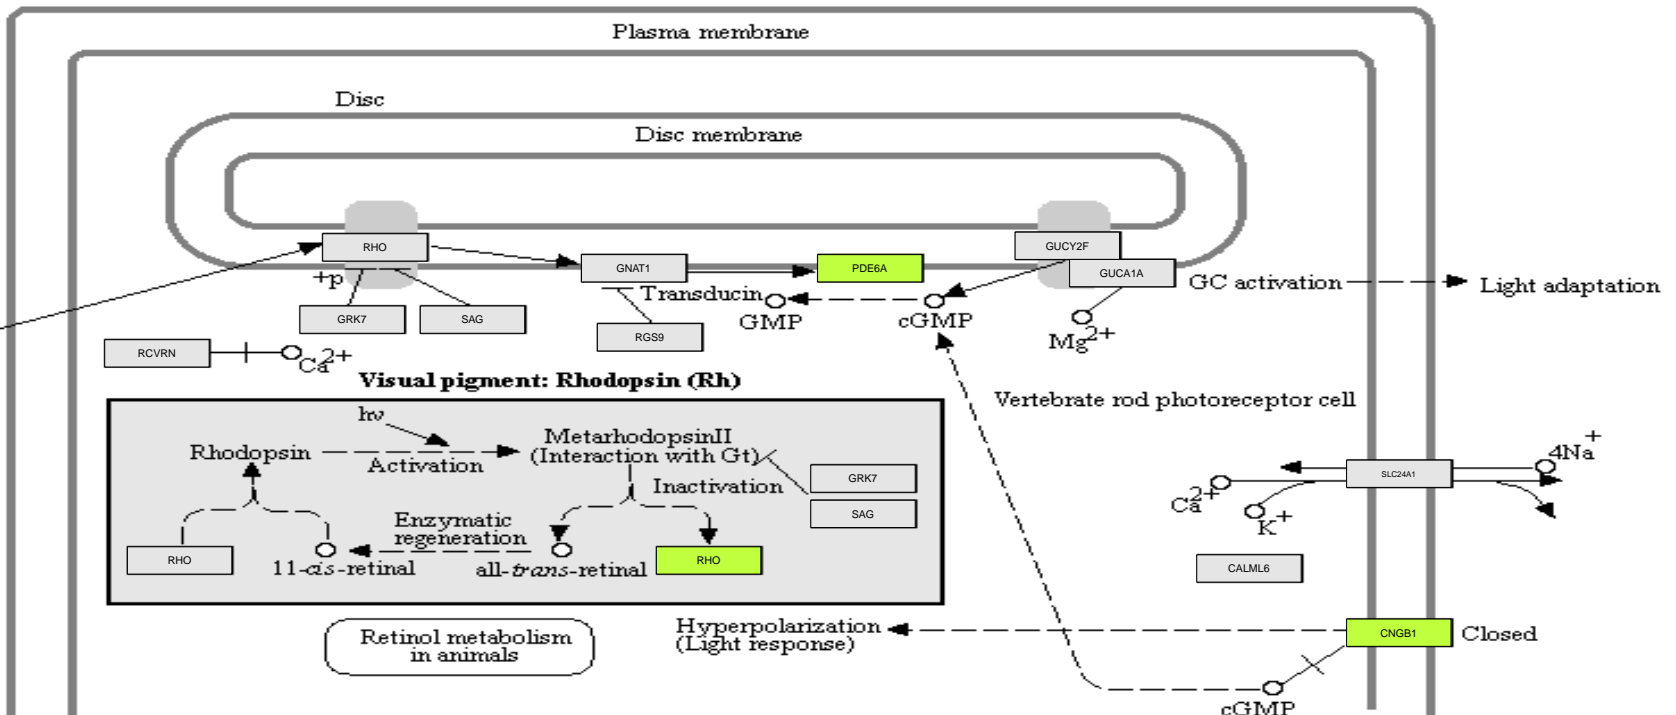 Plasma membrane
Disc
Disc membrane
RHO
GUCY2F
GNAT1
PDE6A
GUCA1A
+p
GC activation
Light adaptation
Transducin
GMP
cGMP
Mg2+
GRK7
SAG
RGS9
RCVRN
Ca2+
Visual pigment: Rhodopsin (Rh)
Vertebrate rod photoreceptor cell
hν
Rhodopsin
Activation
MetarhodopsinII
(Interaction with Gt)
Inactivation
GRK7
SAG
Enzymatic
regeneration
RHO
11-cis-retinal
all-trans-retinal
RHO
SLC24A1
4Na+
Ca2+
K+
CALML6
Retinol metabolism
in animals
Hyperpolarization
(Light response)
CNGB1
Closed
cGMP